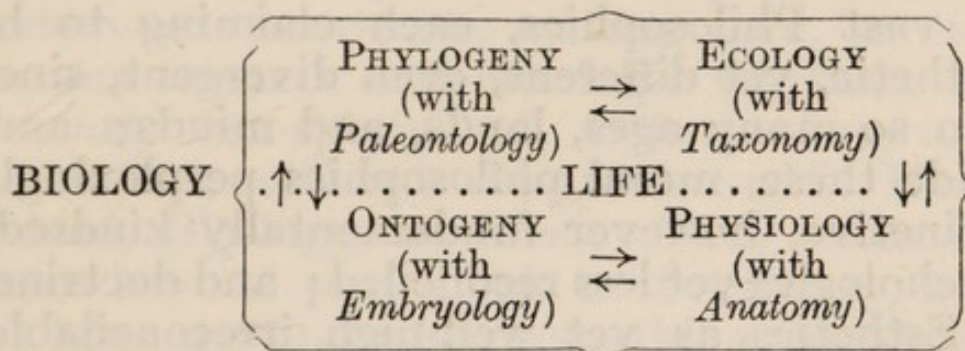 PHYLOGENY ECOLOGY
(with → ← (with
Paleontology) Taxonomy)
BIOLOGY { .↑.↓......... LIFE ........ ↓↑
ONTOGENY PHYSIOLOGY
(with → ← (with
Embryology) Anatomy)